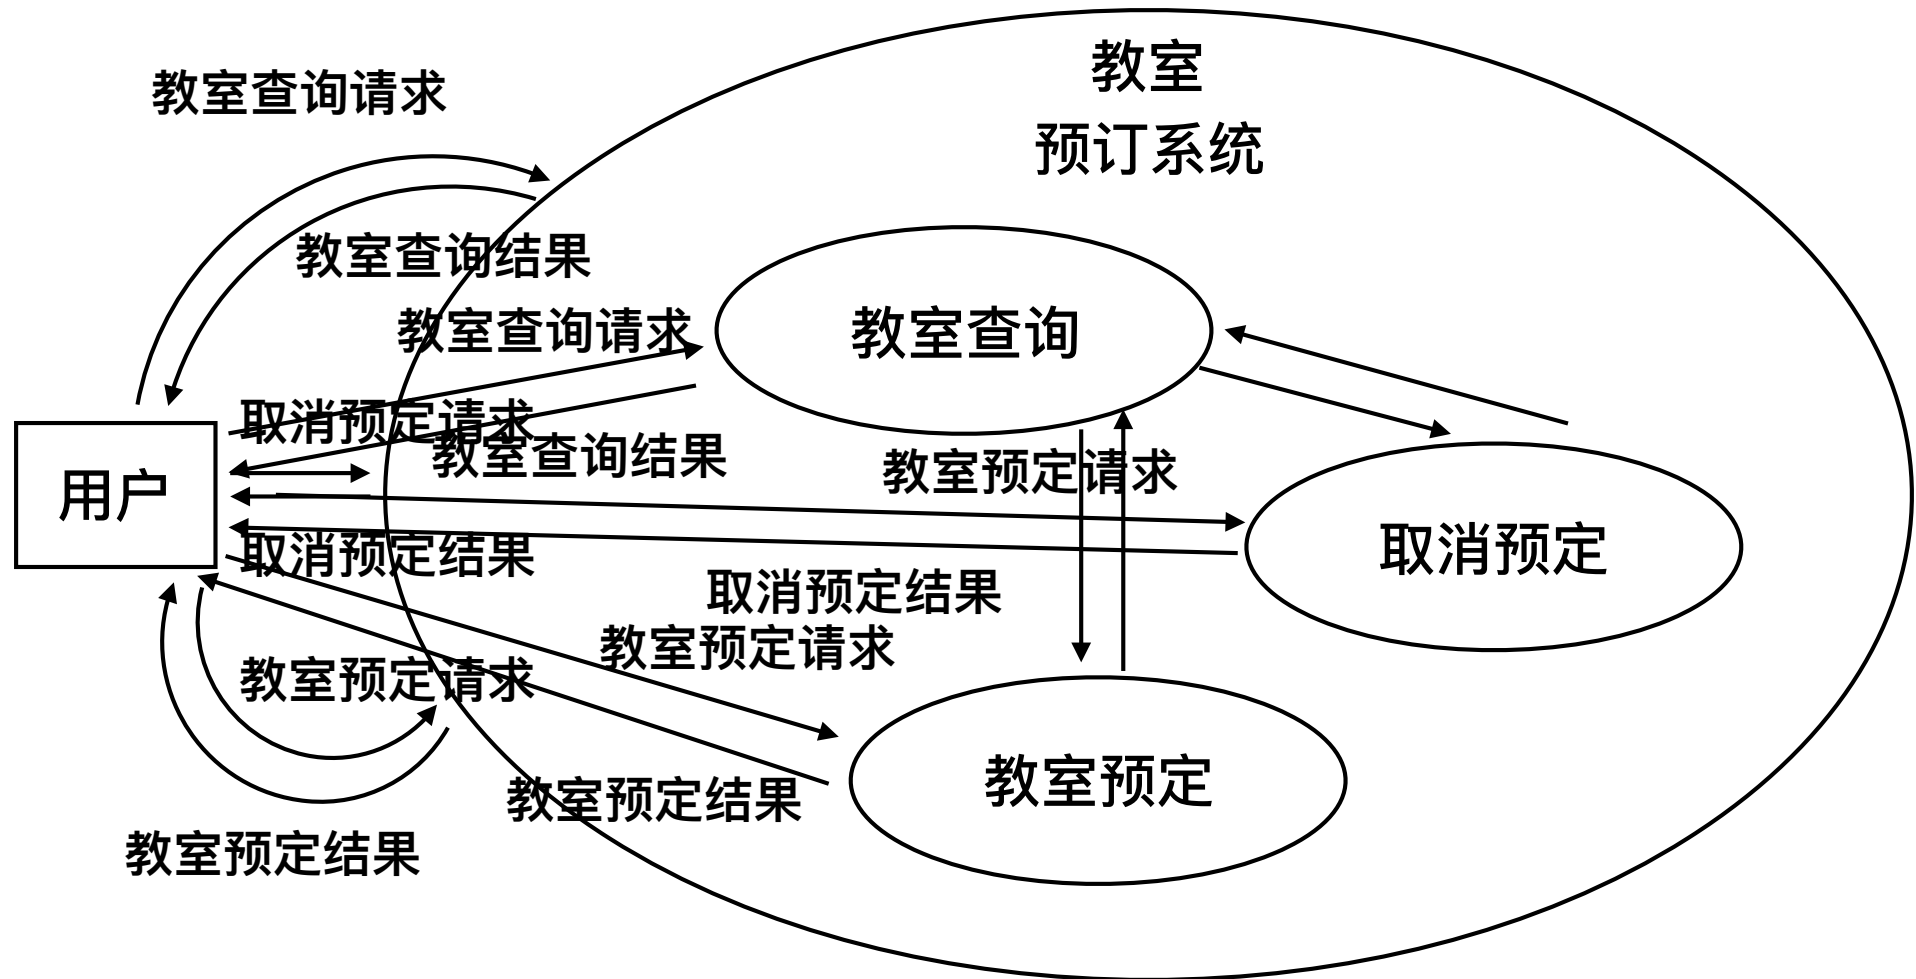 教室
预订系统
教室查询请求
教室查询结果
教室查询请求
教室查询
取消预定请求
教室查询结果
教室预定请求
用户
取消预定
取消预定结果
取消预定结果
教室预定请求
教室预定请求
教室预定
教室预定结果
教室预定结果